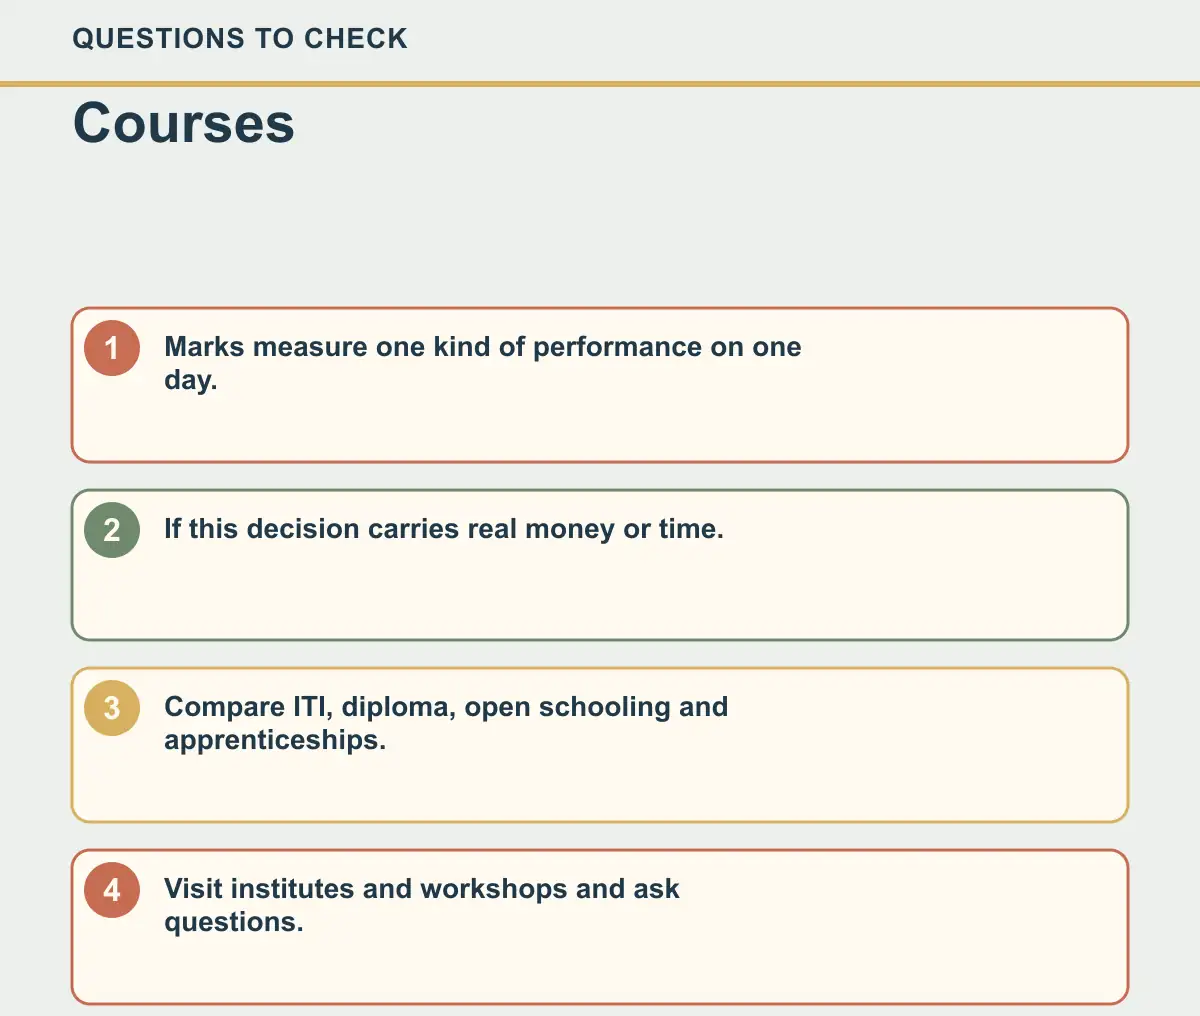 QUESTIONS TO CHECK
Courses
1
Marks measure one kind of performance on one
day.
2
If this decision carries real money or time.
3
Compare ITI, diploma, open schooling and
apprenticeships.
4
Visit institutes and workshops and ask
questions.